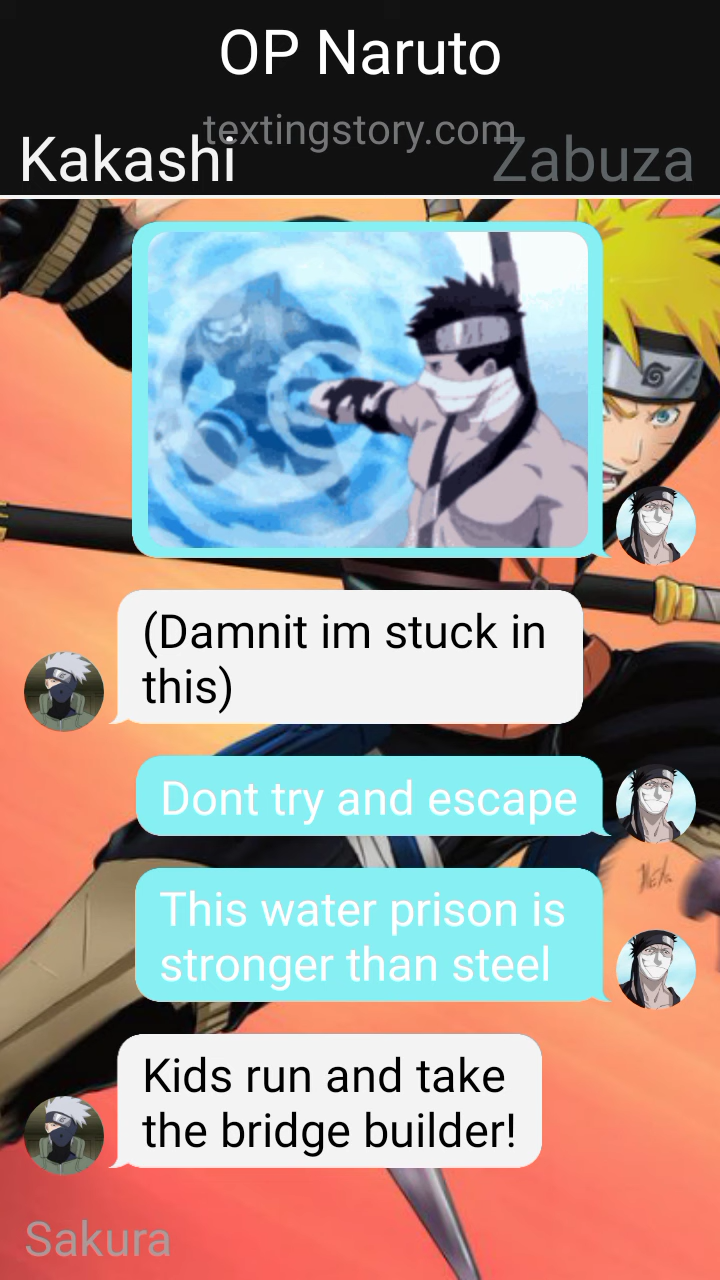 OP Naruto
textingstory.com
Kakashi
Zabuza
(Damnit im stuck in
this)
Dont try and escape
This water prison is
stronger than steel
Kids run and take
the bridge builder!
Sakura